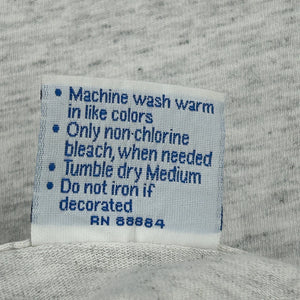 • Machine wash warm
in like colors
• Only non-chlorine
bleach, when needed
• Tumble dry Medium
• Do not iron if
decorated
RN 88884